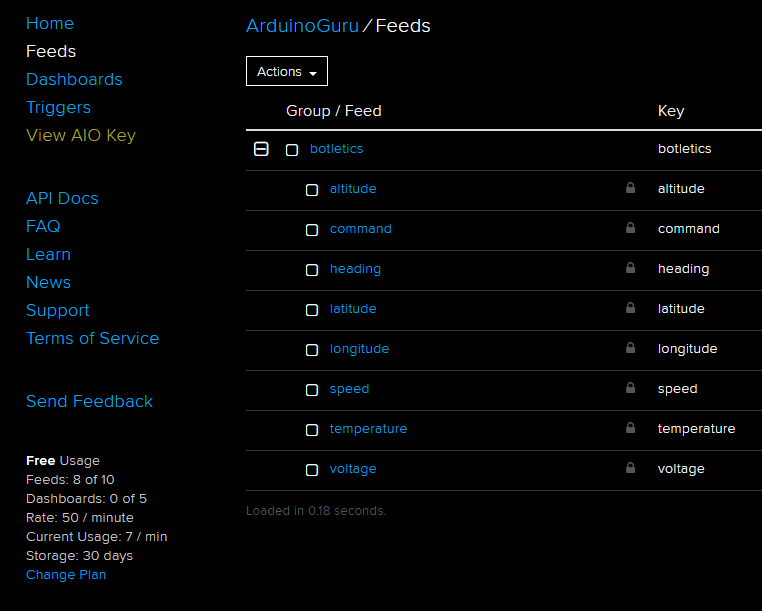 Home
Feeds
Dashboards
Triggers
View AIO Key
API Docs
FAQ
Learn
News
Support
Terms of Service
Send Feedback
Free Usage
Feeds: 8 of 10
Dashboards: 0 of 5
Rate: 50 / minute
Current Usage: 7 / min
Storage: 30 days
Change Plan
ArduinoGuru / Feeds
Actions
Group / Feed Key
botletics botletics
altitude altitude
command command
heading heading
latitude latitude
longitude longitude
speed speed
temperature temperature
voltage voltage
Loaded in 0.18 seconds.